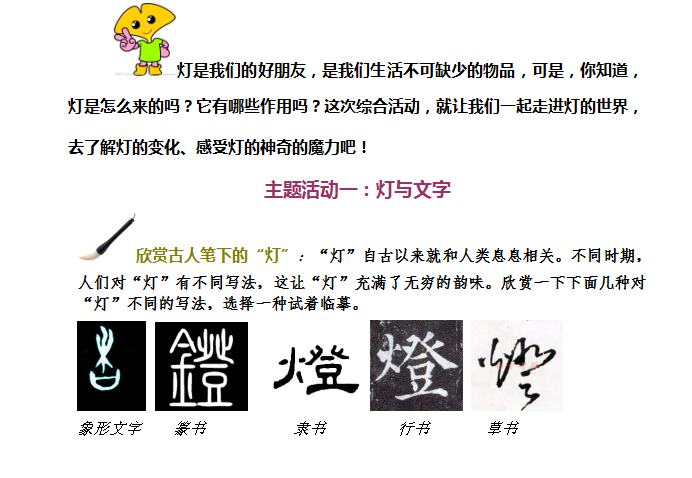 灯是我们的好朋友，是我们生活不可缺少的物品，可是，你知道，
灯是怎么来的吗？它有哪些作用吗？这次综合活动，就让我们一起走进灯的世界，
去了解灯的变化、感受灯的神奇的魔力吧！
主题活动一：灯与文字
欣赏古人笔下的“灯”：“灯”自古以来就和人类息息相关。不同时期，
人们对“灯”有不同写法，这让“灯”充满了无穷的韵味。欣赏一下下面几种对
“灯”不同的写法，选择一种试着临摹。
鐙 燈 燈 燈
象形文字 篆书 隶书 行书 草书